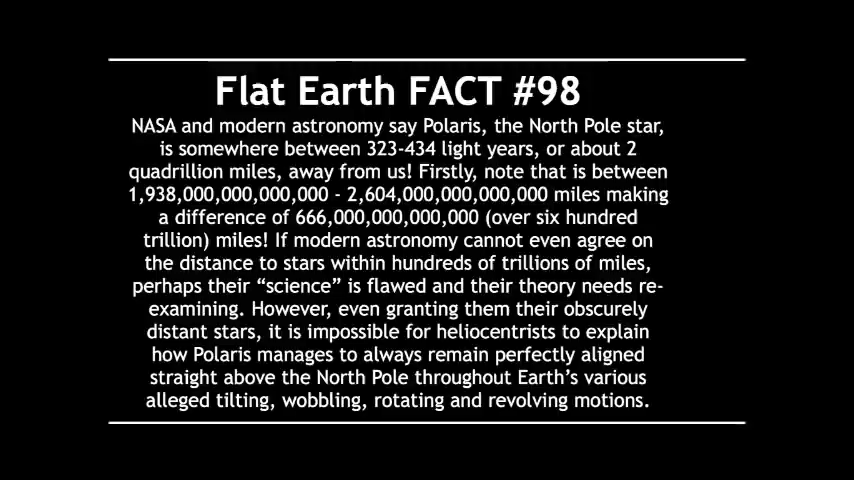 Flat Earth FACT #98
NASA and modern astronomy say Polaris, the North Pole star,
is somewhere between 323-434 light years, or about 2
quadrillion miles, away from us! Firstly, note that is between
1,938,000,000,000,000 - 2,604,000,000,000,000 miles making
a difference of 666,000,000,000,000 (over six hundred
trillion) miles! If modern astronomy cannot even agree on
the distance to stars within hundreds of trillions of miles,
perhaps their “science” is flawed and their theory needs re-
examining. However, even granting them their obscurely
distant stars, it is impossible for heliocentrists to explain
how Polaris manages to always remain perfectly aligned
straight above the North Pole throughout Earth’s various
alleged tilting, wobbling, rotating and revolving motions.